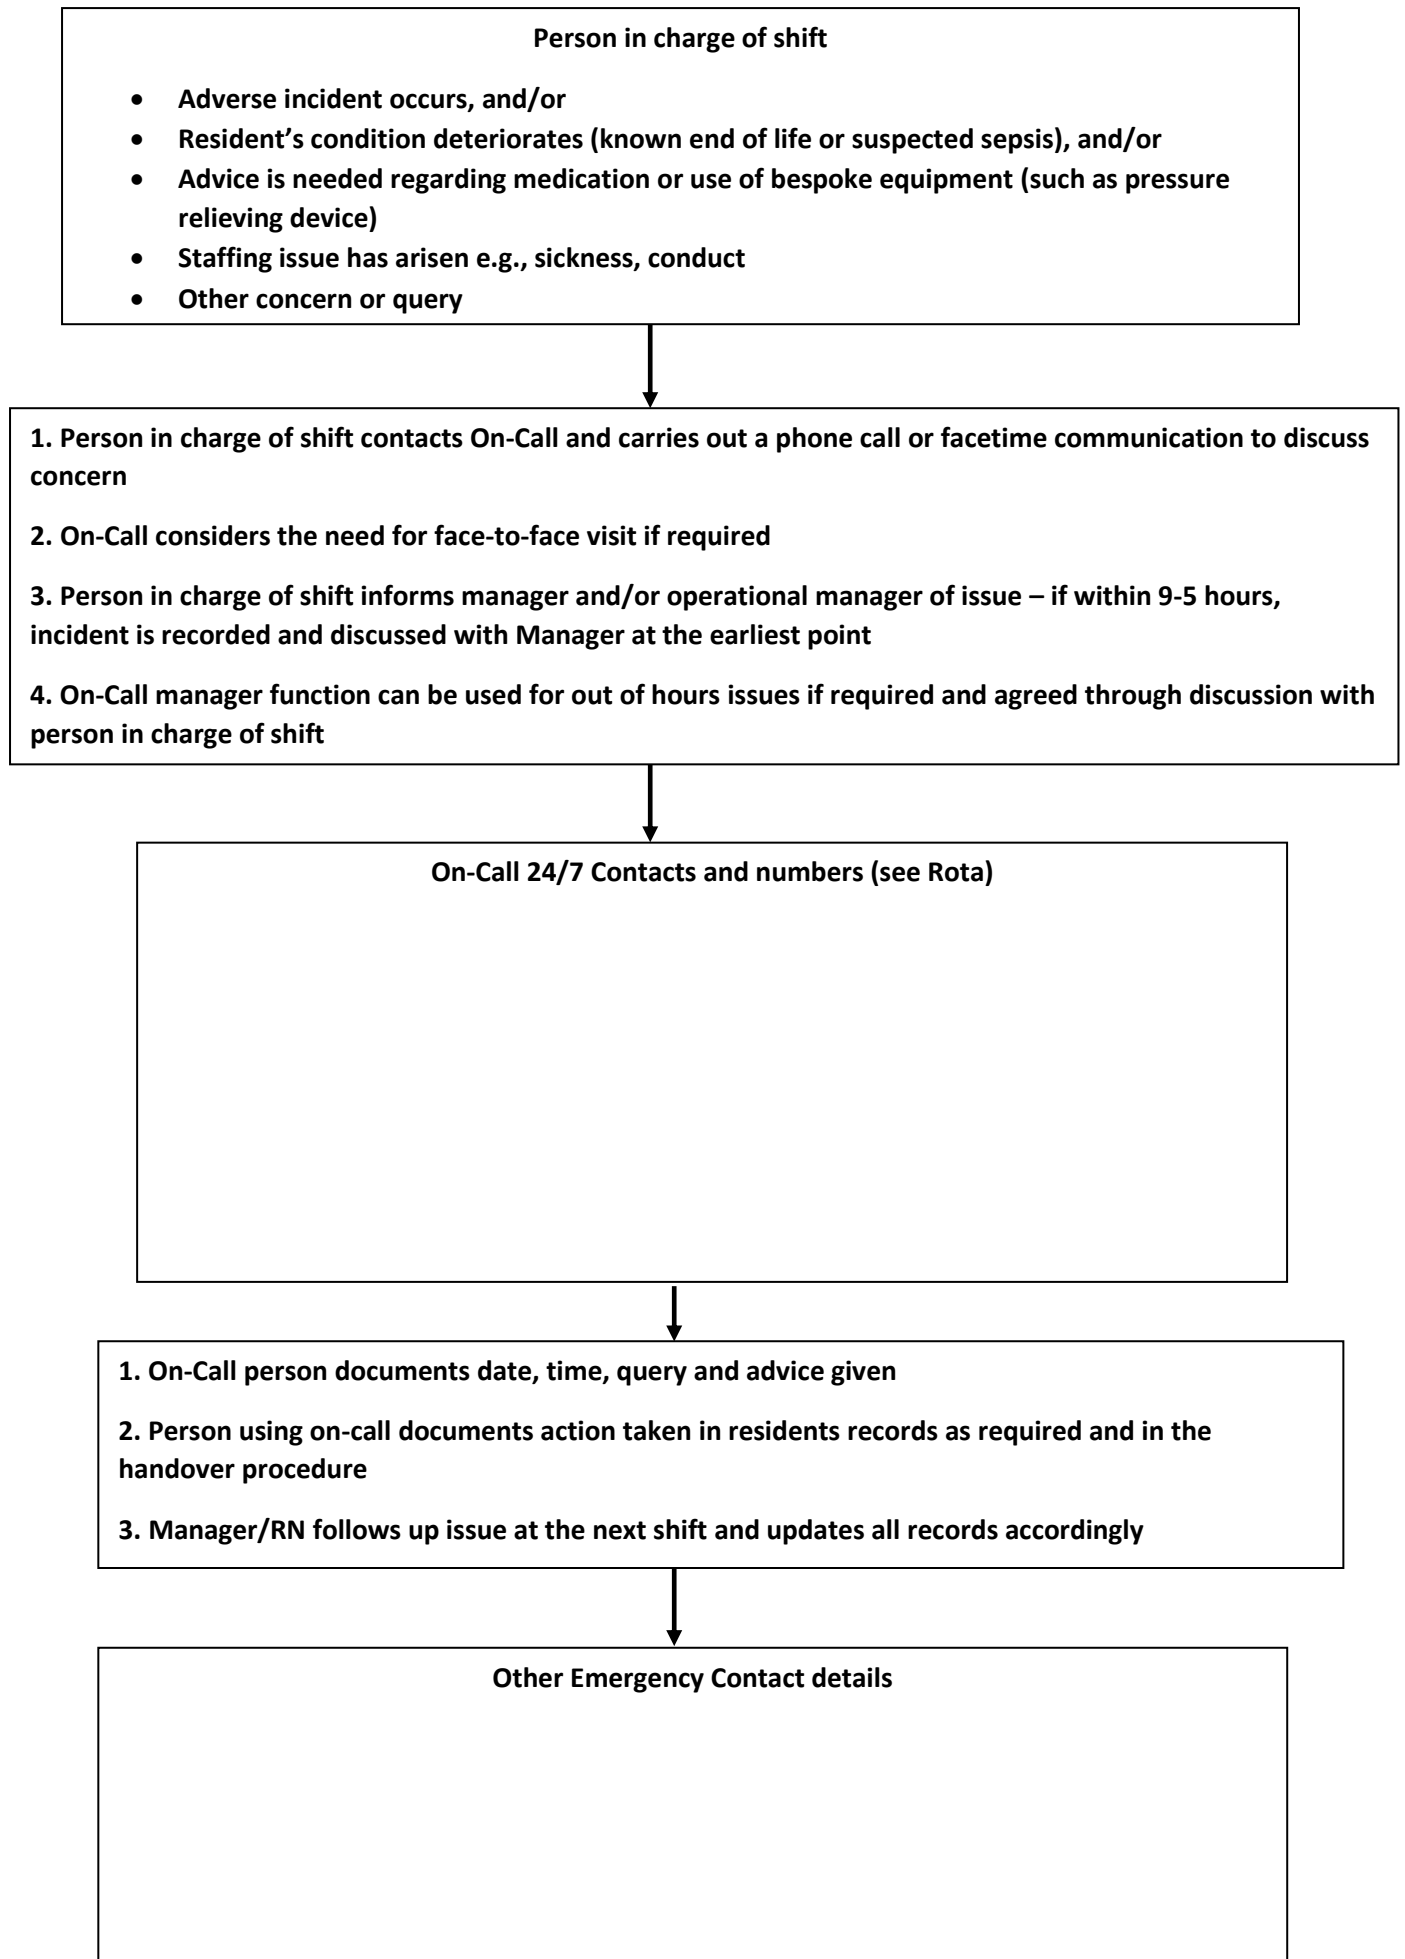 Person in charge of shift
• Adverse incident occurs, and/or
• Resident’s condition deteriorates (known end of life or suspected sepsis), and/or
• Advice is needed regarding medication or use of bespoke equipment (such as pressure
relieving device)
• Staffing issue has arisen e.g., sickness, conduct
• Other concern or query
1. Person in charge of shift contacts On-Call and carries out a phone call or facetime communication to discuss
concern
2. On-Call considers the need for face-to-face visit if required
3. Person in charge of shift informs manager and/or operational manager of issue – if within 9-5 hours,
incident is recorded and discussed with Manager at the earliest point
4. On-Call manager function can be used for out of hours issues if required and agreed through discussion with
person in charge of shift
On-Call 24/7 Contacts and numbers (see Rota)
1. On-Call person documents date, time, query and advice given
2. Person using on-call documents action taken in residents records as required and in the
handover procedure
3. Manager/RN follows up issue at the next shift and updates all records accordingly
Other Emergency Contact details